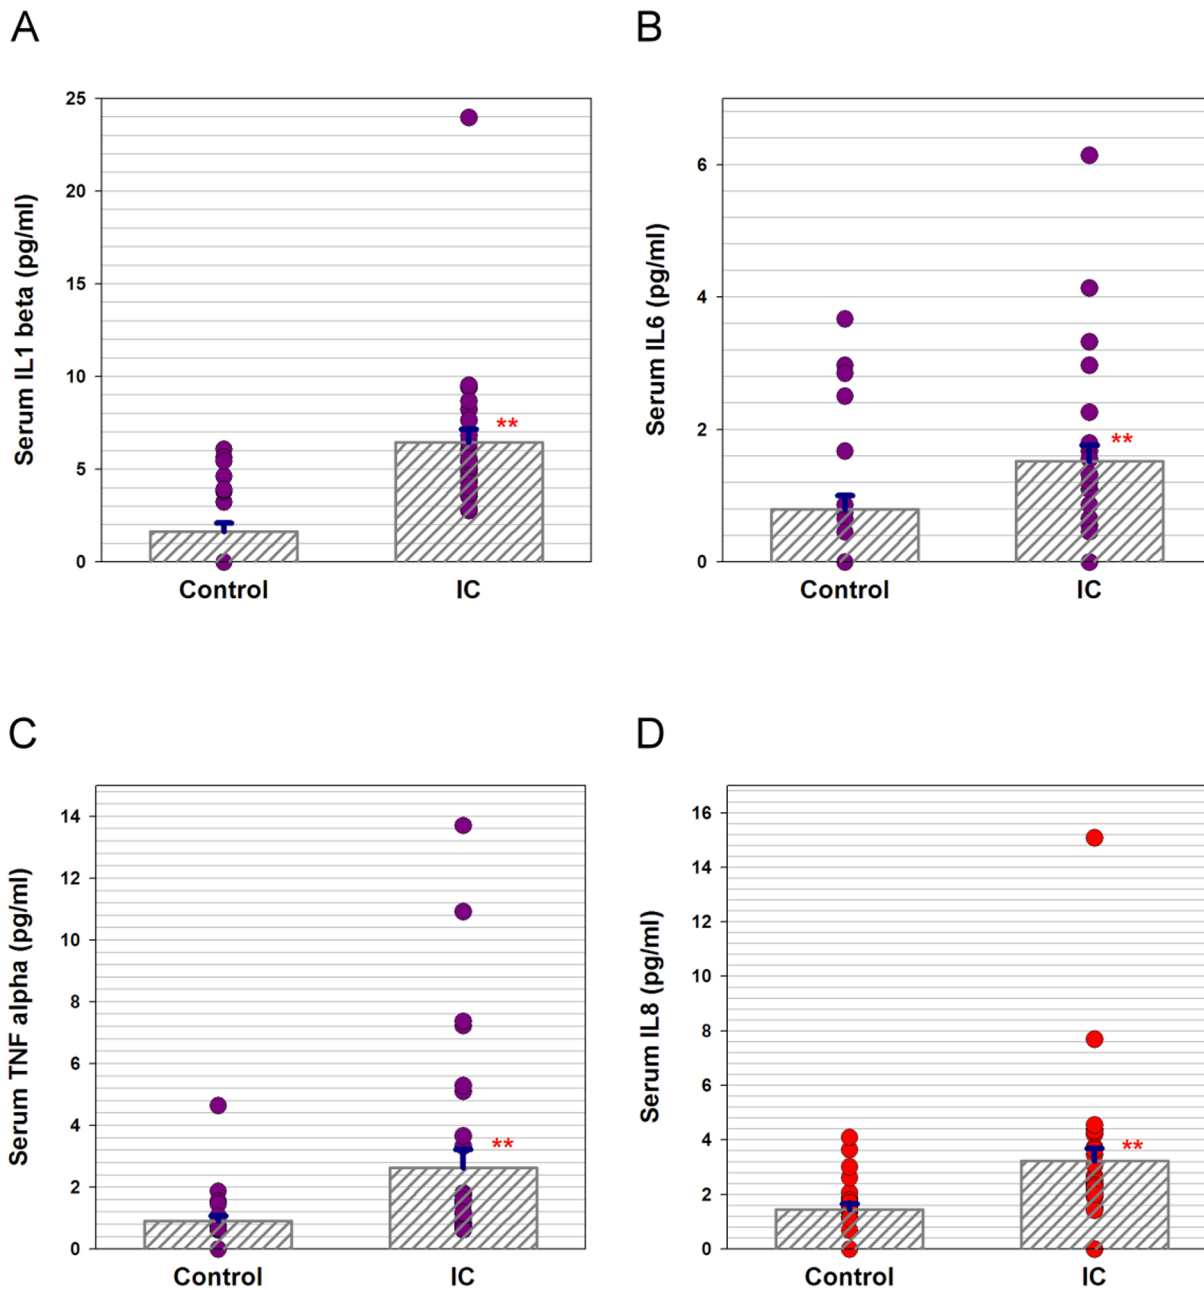 A
Serum IL1 beta (pg/ml)
25
20
15
10
5
0
**
Control IC
B
Serum IL6 (pg/ml)
6
4
2
0
**
Control IC
C
Serum TNF alpha (pg/ml)
14
12
10
8
6
4
2
0
**
Control IC
D
Serum IL8 (pg/ml)
16
14
12
10
8
6
4
2
0
**
Control IC